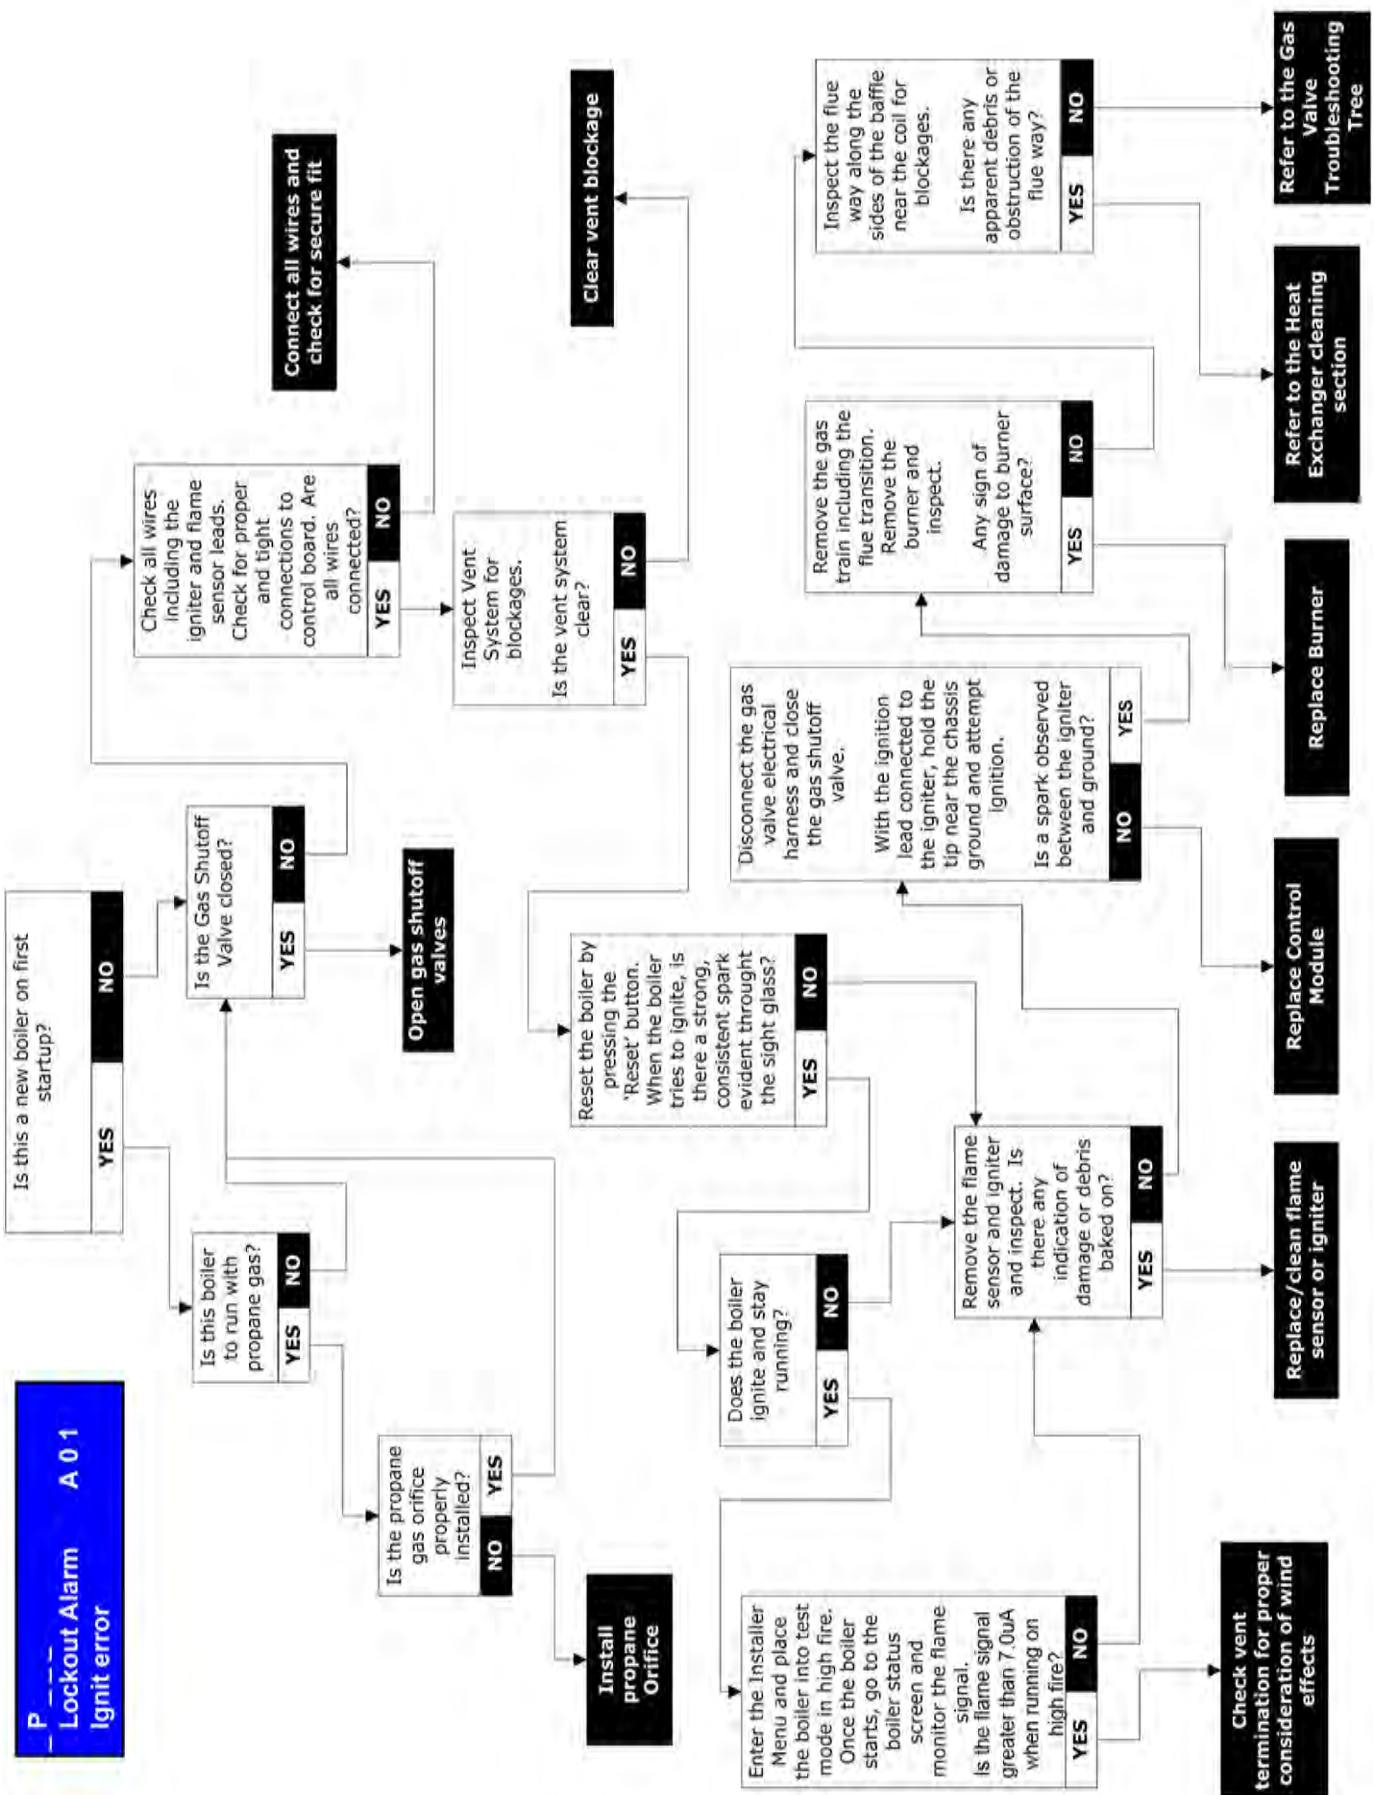 P _ _ _
Lockout Alarm A 0 1
Ignit error
Is this a new boiler on first
startup?
YES
NO
Is this boiler
to run with
propane gas?
YES
NO
Is the Gas Shutoff
Valve closed?
YES
NO
Check all wires
including the
igniter and flame
sensor leads.
Check for proper
and tight
connections to
control board. Are
all wires
connected?
YES
NO
Connect all wires and
check for secure fit
Is the propane
gas orifice
properly
installed?
NO
YES
Open gas shutoff
valves
Inspect Vent
System for
blockages.
Is the vent system
clear?
YES
NO
Clear vent blockage
Install
propane
Orifice
Reset the boiler by
pressing the
‘Reset’ button.
When the boiler
tries to ignite, is
there a strong,
consistent spark
evident throught
the sight glass?
YES
NO
Enter the Installer
Menu and place
the boiler into test
mode in high fire.
Once the boiler
starts, go to the
boiler status
screen and
monitor the flame
signal.
Is the flame signal
greater than 7.0uA
when running on
high fire?
YES
NO
Does the boiler
ignite and stay
running?
YES
NO
Disconnect the gas
valve electrical
harness and close
the gas shutoff
valve.
With the ignition
lead connected to
the igniter, hold the
tip near the chassis
ground and attempt
ignition.
Is a spark observed
between the igniter
and ground?
NO
YES
Remove the gas
train including the
flue transition.
Remove the
burner and
inspect.
Any sign of
damage to burner
surface?
YES
NO
Inspect the flue
way along the
sides of the baffle
near the coil for
blockages.
Is there any
apparent debris or
obstruction of the
flue way?
YES
NO
Remove the flame
sensor and igniter
and inspect. Is
there any
indication of
damage or debris
baked on?
YES
NO
Check vent
termination for proper
consideration of wind
effects
Replace/clean flame
sensor or igniter
Replace Control
Module
Replace Burner
Refer to the Heat
Exchanger cleaning
section
Refer to the Gas
Valve
Troubleshooting
Tree